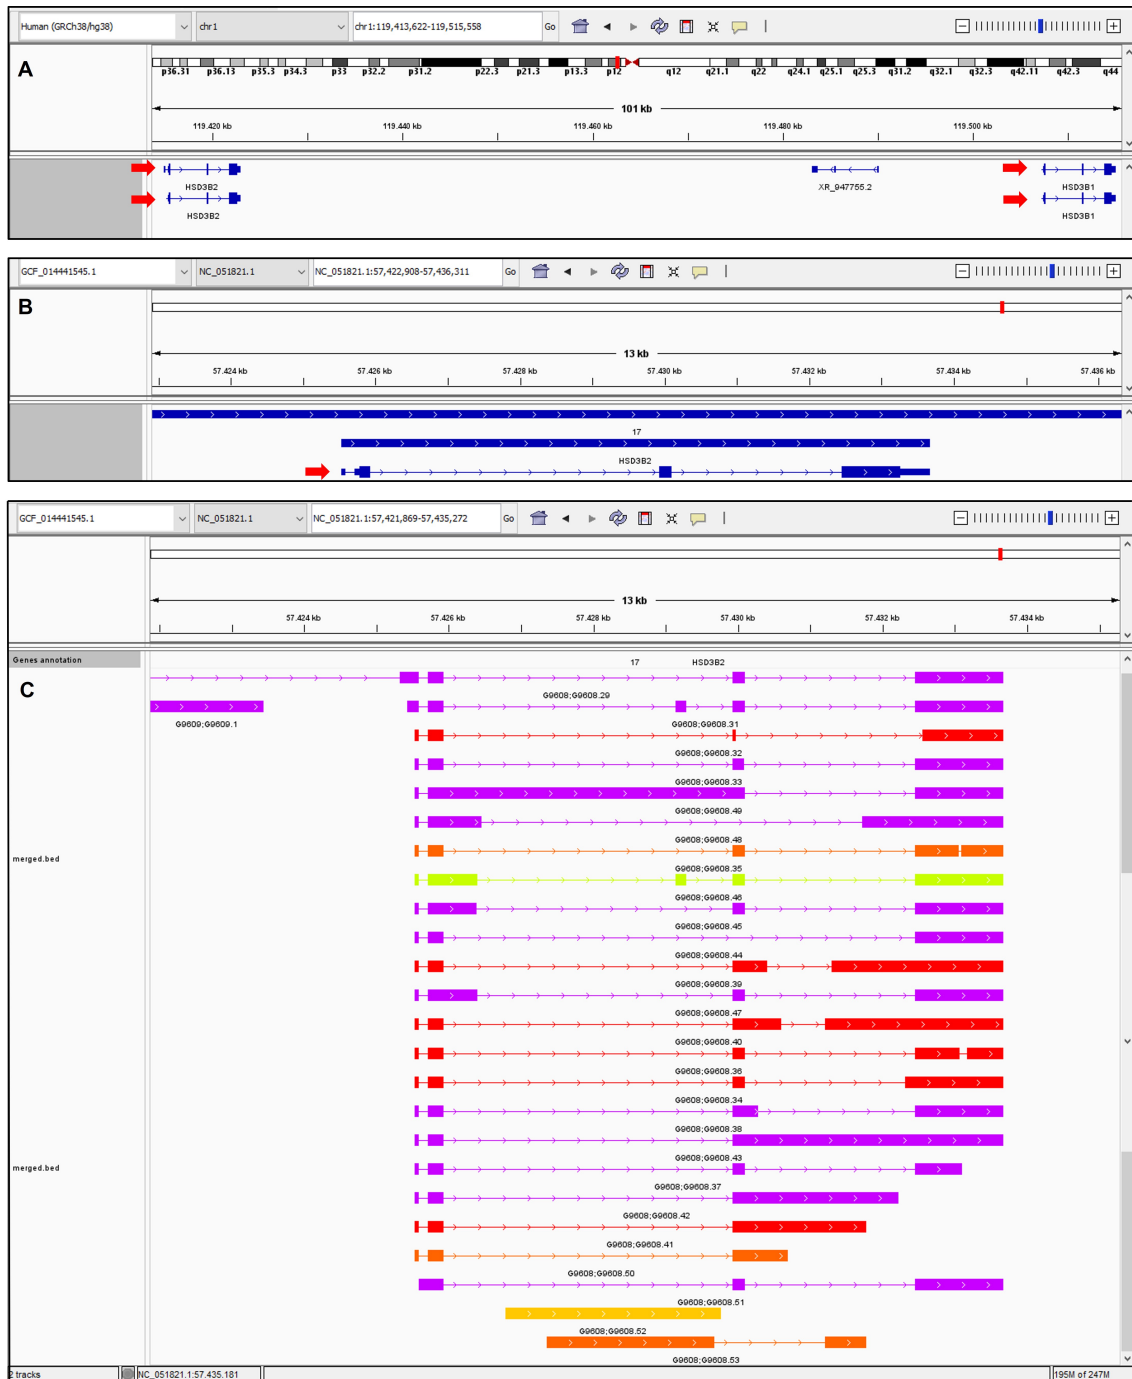 Human (GRCh38/hg38) chr1 chr1:119,413,622-119,515,558 Go
A
p36.31 p36.13 p35.3 p34.3 p33 p32.2 p31.2 p22.3 p21.3 p13.3 p12 q12 q21.1 q22 q24.1 q25.1 q25.3 q31.2 q32.1 q32.3 q42.11 q42.3 q44
101 kb
119.420 kb 119.440 kb 119.460 kb 119.480 kb 119.500 kb
HSD3B2 XR_947755.2 HSD3B1
HSD3B2 HSD3B1
GCF_014441545.1 NC_051821.1 NC_051821.1:57,422,908-57,436,311 Go
B
13 kb
57.424 kb 57.426 kb 57.428 kb 57.430 kb 57.432 kb 57.434 kb 57.436 kb
17
HSD3B2
GCF_014441545.1 NC_051821.1 NC_051821.1:57,421,869-57,435,272 Go
13 kb
57.424 kb 57.426 kb 57.428 kb 57.430 kb 57.432 kb 57.434 kb
Genes annotation 17 HSD3B2
C
G9608;G9608.29
G9609;G9609.1 G9608;G9608.31
G9608;G9608.32
G9608;G9608.33
G9608;G9608.49
G9608;G9608.48
merged.bed
G9608;G9608.35
G9608;G9608.46
G9608;G9608.45
G9608;G9608.44
G9608;G9608.39
G9608;G9608.47
G9608;G9608.40
G9608;G9608.36
G9608;G9608.34
G9608;G9608.38
G9608;G9608.43
merged.bed
G9608;G9608.37
G9608;G9608.42
G9608;G9608.41
G9608;G9608.50
G9608;G9608.51
G9608;G9608.52
G9608;G9608.53
2 tracks NC_051821.1:57.435.181 195M of 247M